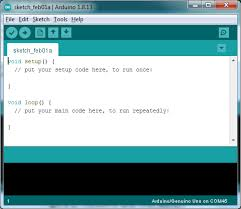 sketch_feb01a | Arduino 1.8.13
File Edit Sketch Tools Help
sketch_feb01a
void setup() {
// put your setup code here, to run once:
}
void loop() {
// put your main code here, to run repeatedly:
}
1
Arduino/Genuino Uno on COM45